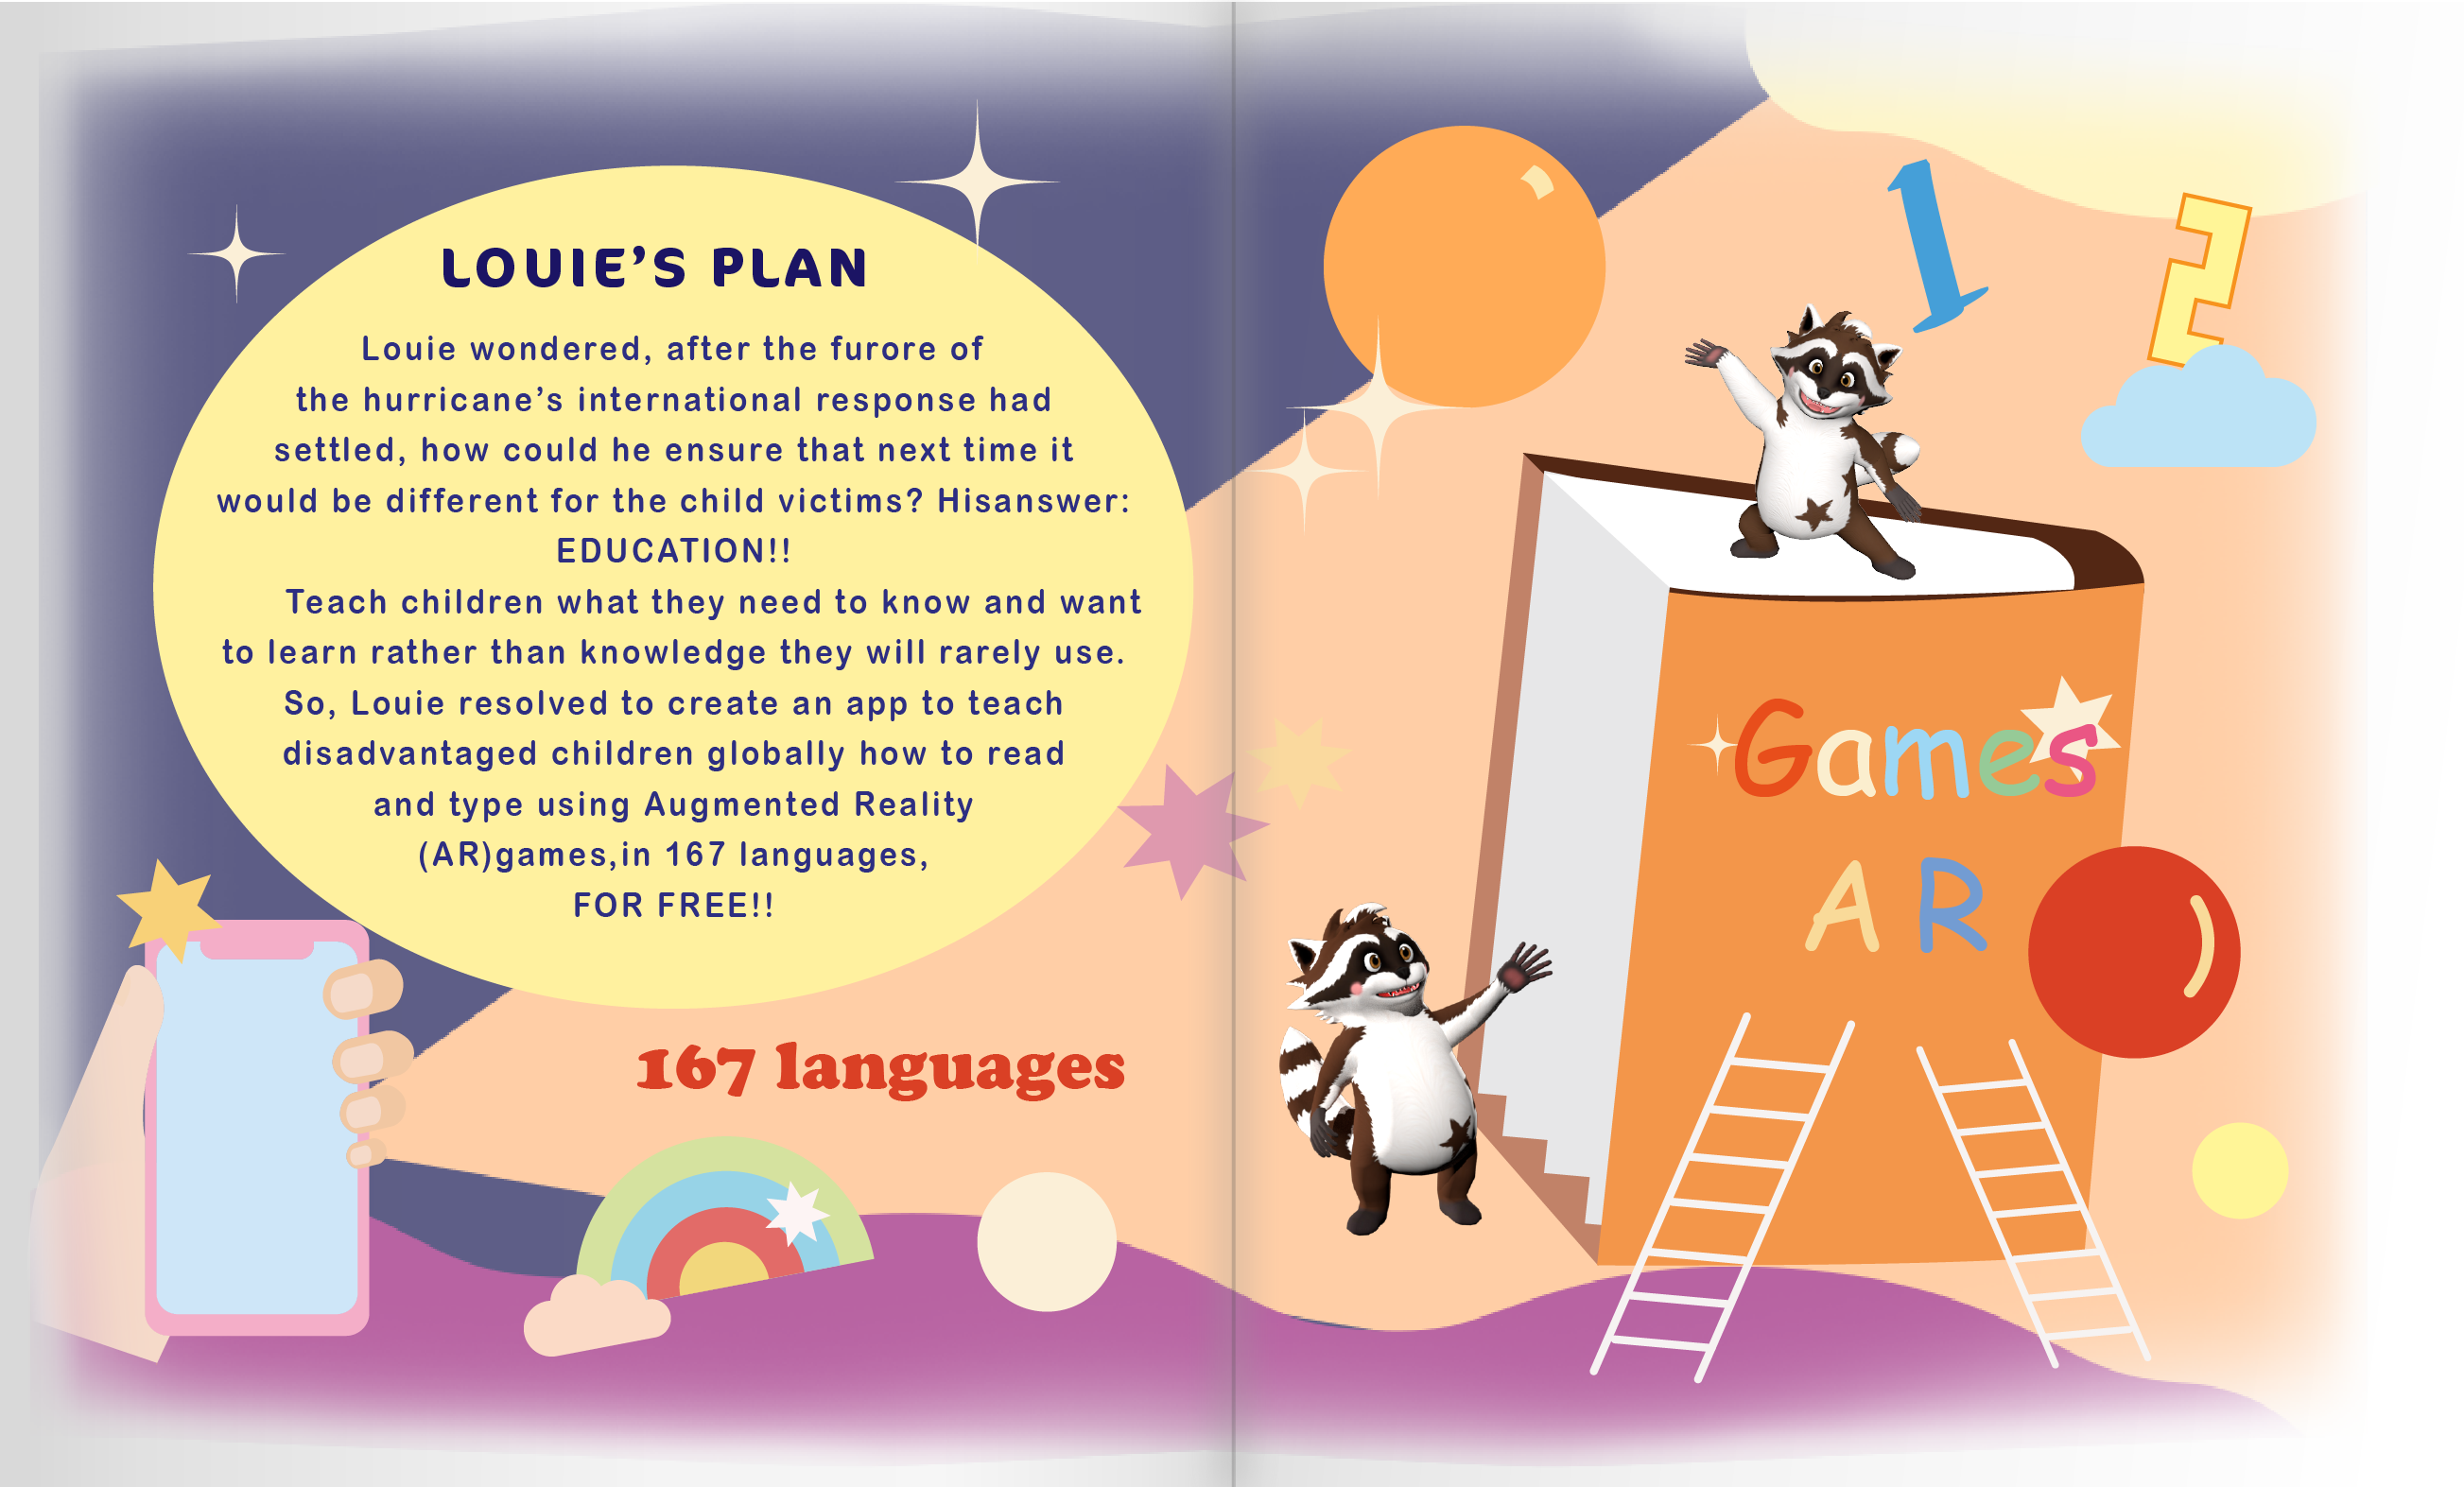 LOUIE’S PLAN
Louie wondered, after the furore of
the hurricane’s international response had
settled, how could he ensure that next time it
would be different for the child victims? Hisanswer:
EDUCATION!!
Teach children what they need to know and want
to learn rather than knowledge they will rarely use.
So, Louie resolved to create an app to teach
disadvantaged children globally how to read
and type using Augmented Reality
(AR)games,in 167 languages,
FOR FREE!!
167 languages
1
2
Games
AR